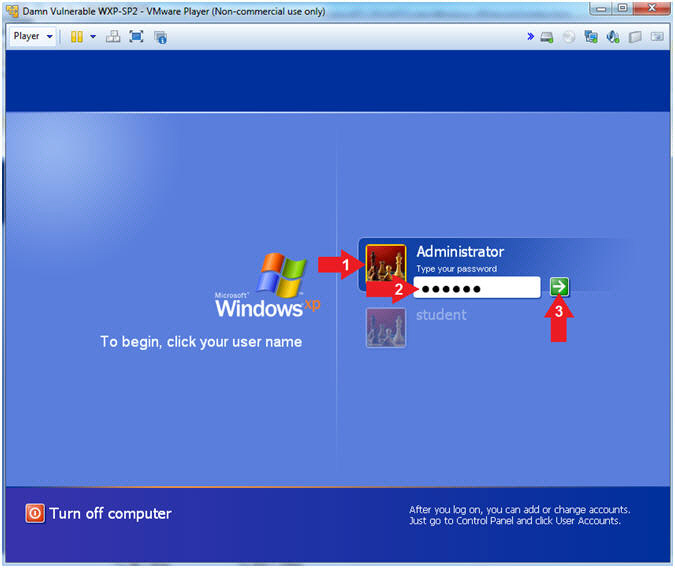 Damn Vulnerable WXP-SP2 - VMware Player (Non-commercial use only)
Player
Administrator
1
Type your password
2
Microsoft
Windows xp
3
student
To begin, click your user name
Turn off computer
After you log on, you can add or change accounts.
Just go to Control Panel and click User Accounts.